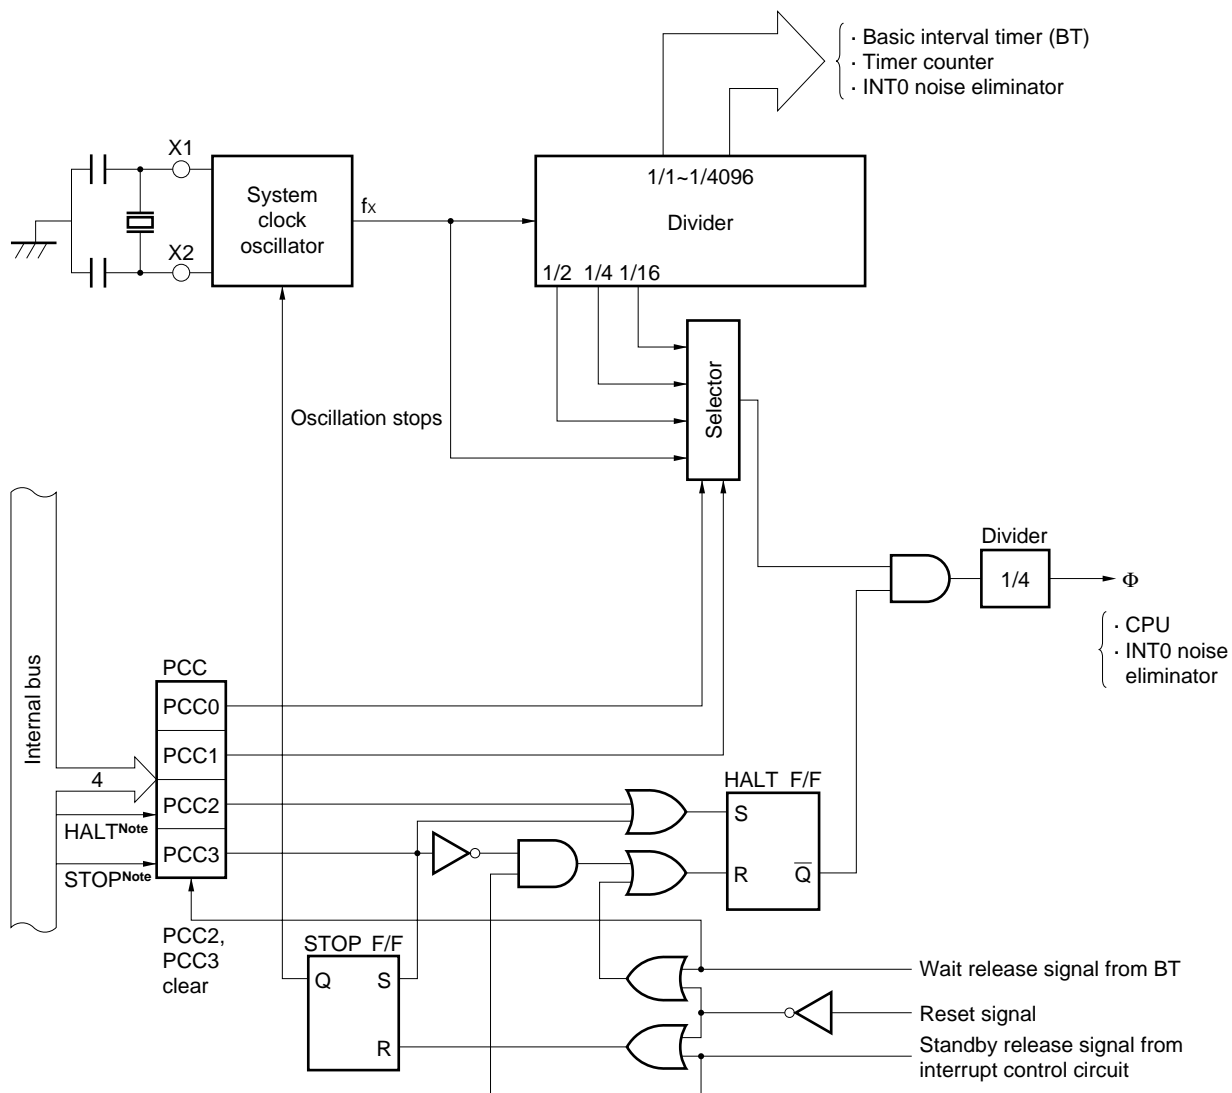 · Basic interval timer (BT)
· Timer counter
· INT0 noise eliminator
X1
X2
System
clock
oscillator
fX
1/1~1/4096
Divider
1/2 1/4 1/16
Selector
Oscillation stops
Divider
1/4
Φ
· CPU
· INT0 noise
eliminator
Internal bus
4
HALTNote
STOPNote
PCC
PCC0
PCC1
PCC2
PCC3
PCC2,
PCC3
clear
HALT F/F
S
R
Q̅
STOP F/F
Q
S
R
Wait release signal from BT
Reset signal
Standby release signal from
interrupt control circuit